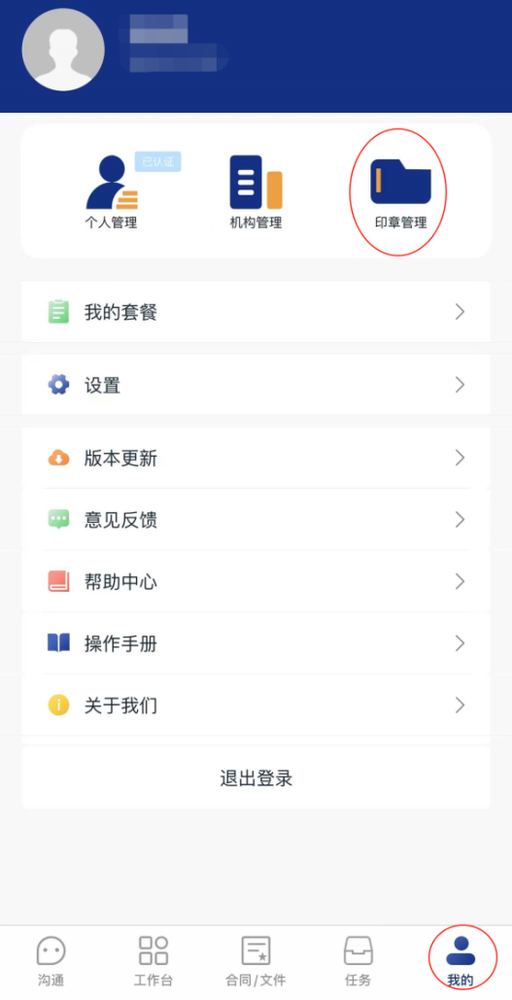 已认证
个人管理
机构管理
印章管理
我的套餐
设置
版本更新
意见反馈
帮助中心
操作手册
关于我们
退出登录
沟通
工作台
合同/文件
任务
我的